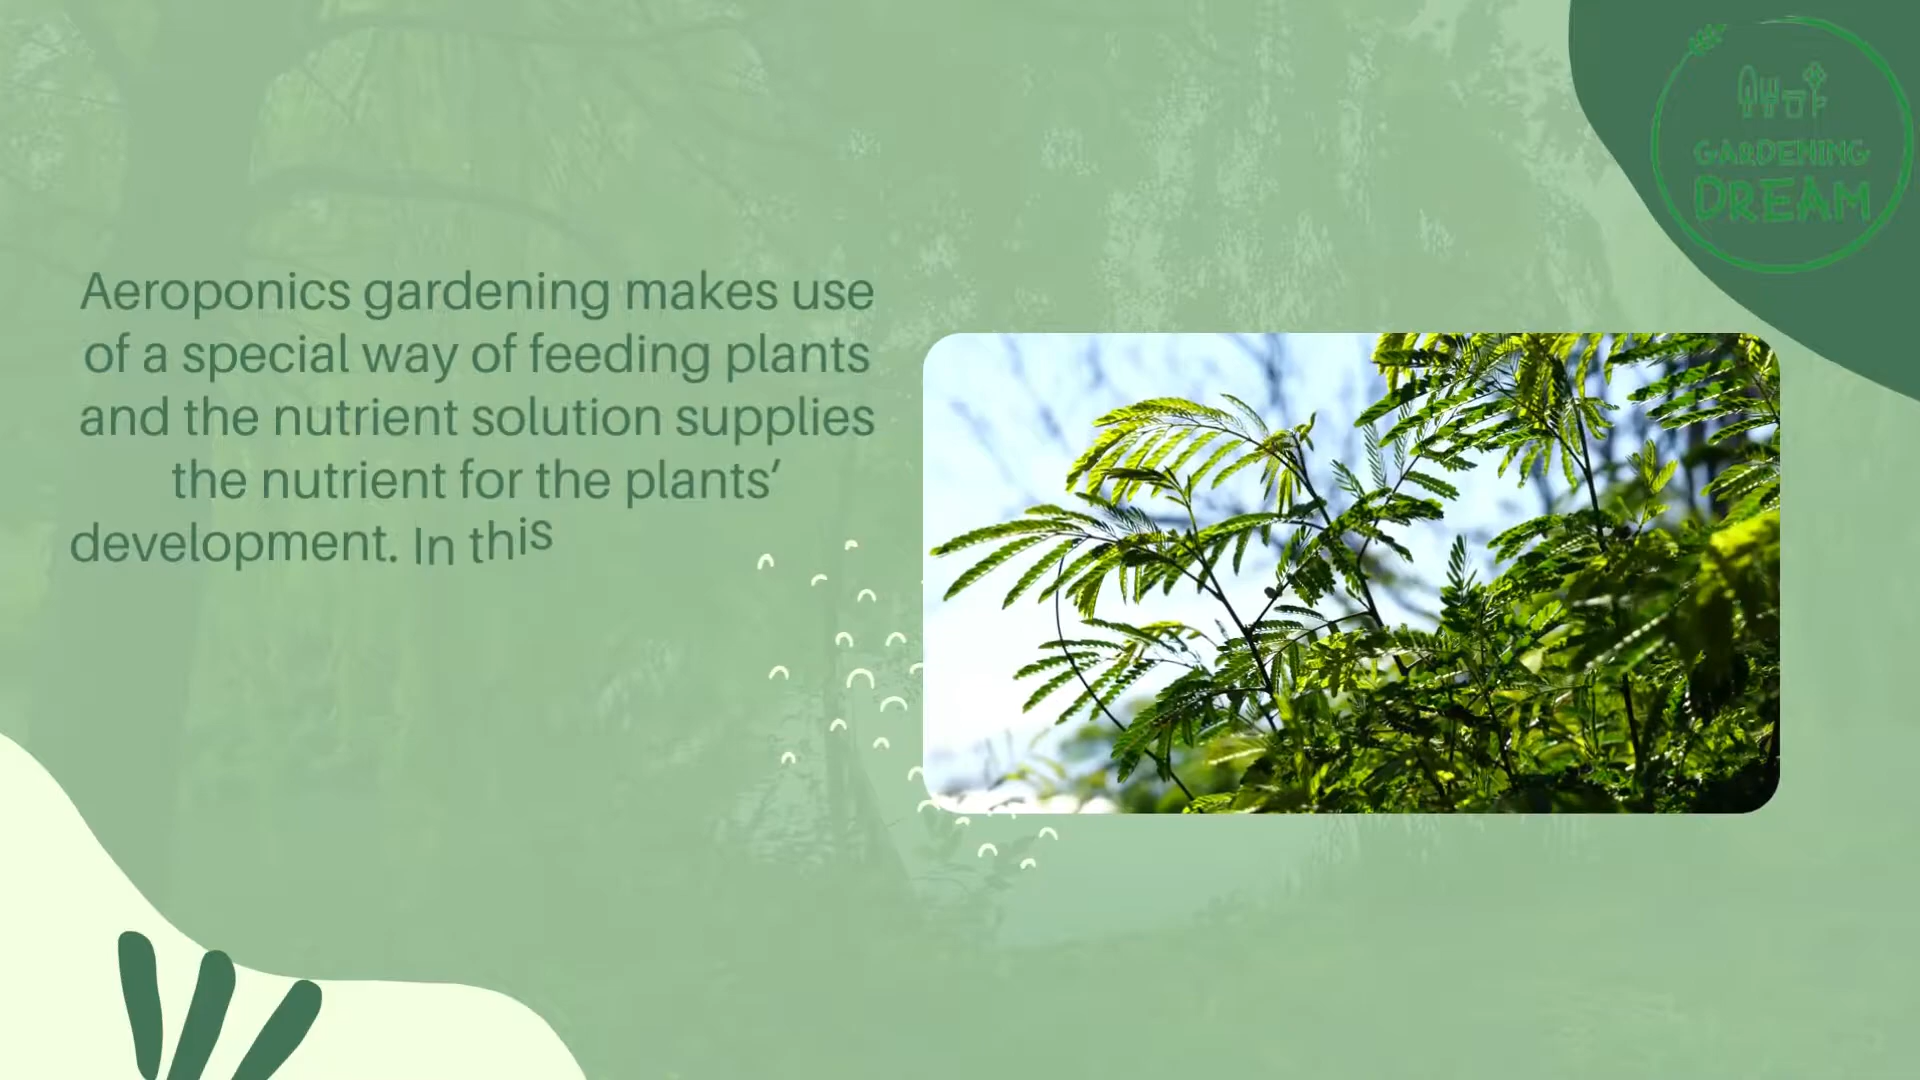 GARDENING
DREAM
Aeroponics gardening makes use
of a special way of feeding plants
and the nutrient solution supplies
the nutrient for the plants’
development. In this